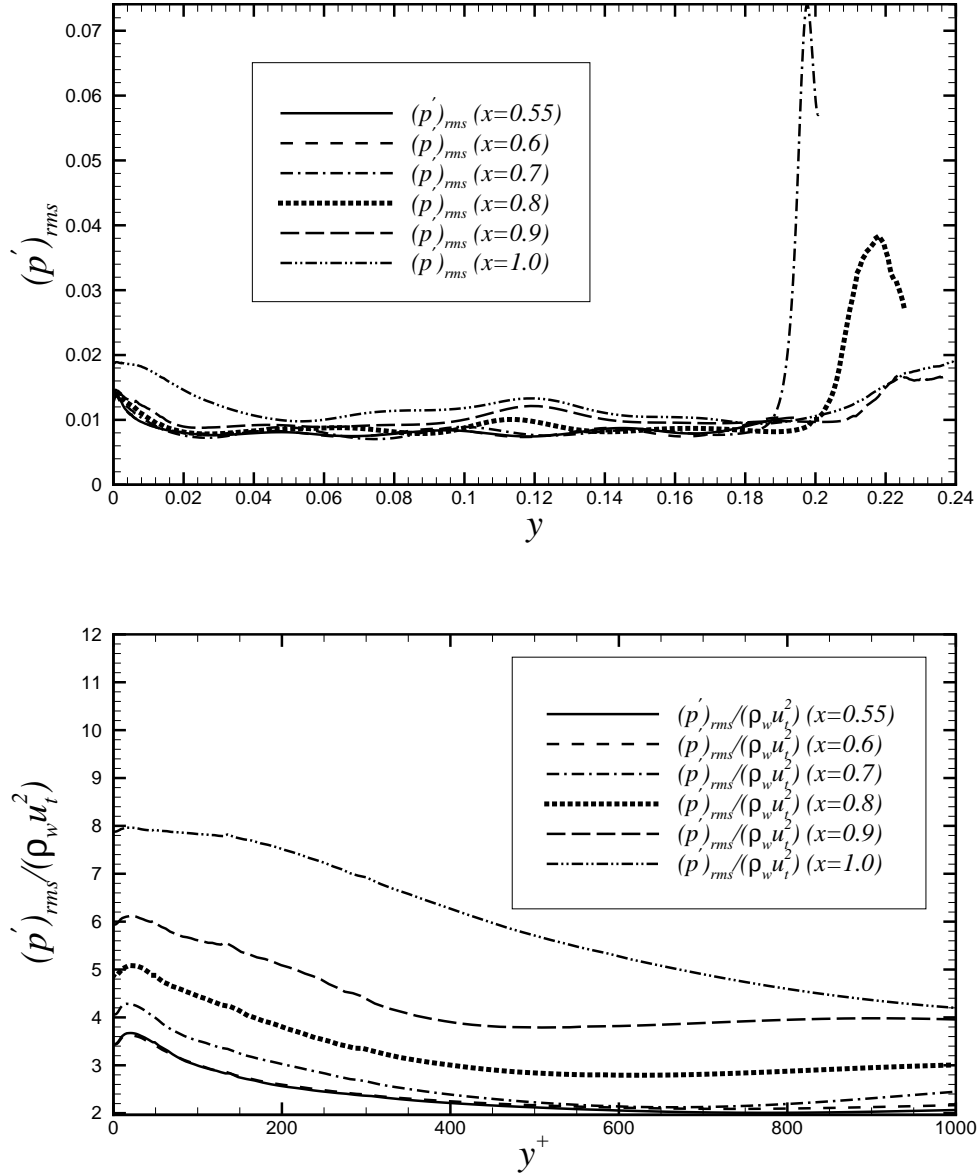 0.07
0.06
0.05
0.04
0.03
0.02
0.01
0
(p')rms
(p')rms (x=0.55)
(p')rms (x=0.6)
(p')rms (x=0.7)
(p')rms (x=0.8)
(p')rms (x=0.9)
(p')rms (x=1.0)
0 0.02 0.04 0.06 0.08 0.1 0.12 0.14 0.16 0.18 0.2 0.22 0.24
y
12
11
10
9
8
7
6
5
4
3
2
(p')rms/(ρwut²)
(p')rms/(ρwut²) (x=0.55)
(p')rms/(ρwut²) (x=0.6)
(p')rms/(ρwut²) (x=0.7)
(p')rms/(ρwut²) (x=0.8)
(p')rms/(ρwut²) (x=0.9)
(p')rms/(ρwut²) (x=1.0)
0 200 400 600 800 1000
y+